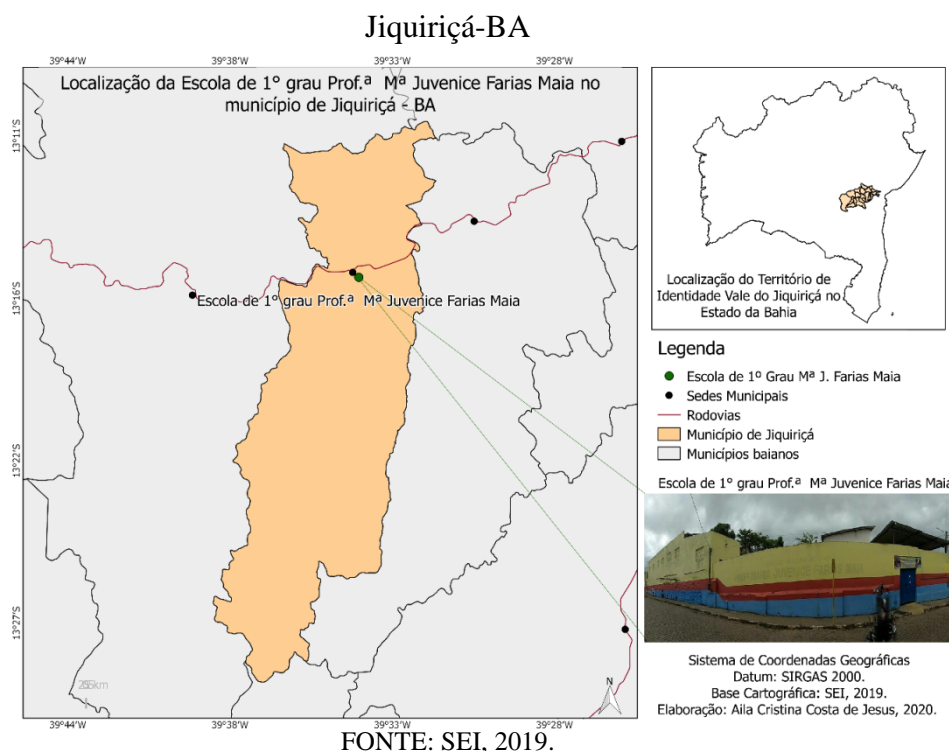 Jiquiriçá-BA
39°44'W 39°38'W 39°33'W 39°28'W
Localização da Escola de 1° grau Prof.ª Mª Juvenice Farias Maia no
município de Jiquiriçá - BA
13°11'S
13°16'S
13°22'S
13°27'S
Escola de 1° grau Prof.ª Mª Juvenice Farias Maia
N
39°44'W 39°38'W 39°33'W 39°28'W
Localização do Território de
Identidade Vale do Jiquiriçá no
Estado da Bahia
Legenda
Escola de 1º Grau Mª J. Farias Maia
Sedes Municipais
Rodovias
Município de Jiquiriçá
Municípios baianos
Escola de 1° grau Prof.ª Mª Juvenice Farias Maia
JUVENICE FARIAS MAIA
Sistema de Coordenadas Geográficas
Datum: SIRGAS 2000.
Base Cartográfica: SEI, 2019.
Elaboração: Aila Cristina Costa de Jesus, 2020.
FONTE: SEI, 2019.